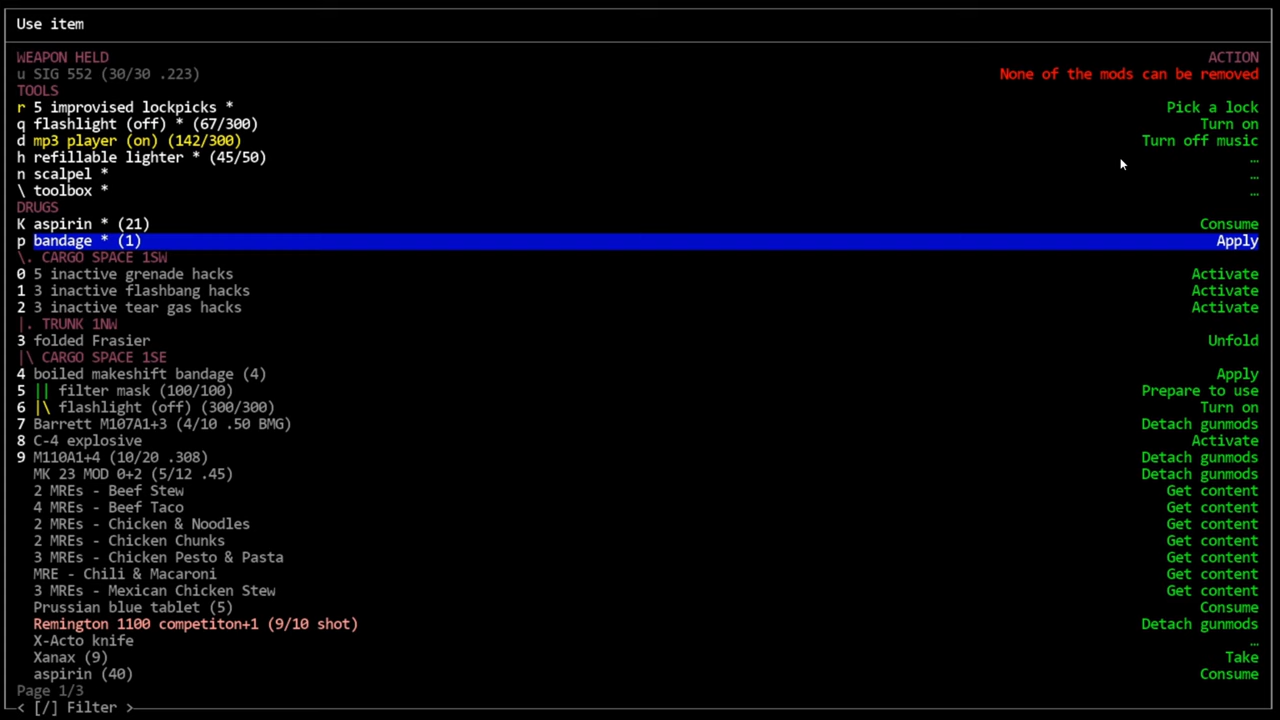 Use item
WEAPON HELD ACTION
u SIG 552 (30/30 .223) None of the mods can be removed
TOOLS
r 5 improvised lockpicks * Pick a lock
q flashlight (off) * (67/300) Turn on
d mp3 player (on) (142/300) Turn off music
h refillable lighter * (45/50) …
n scalpel * …
\ toolbox * …
DRUGS
K aspirin * (21) Consume
p bandage * (1) Apply
\. CARGO SPACE 1SW
0 5 inactive grenade hacks Activate
1 3 inactive flashbang hacks Activate
2 3 inactive tear gas hacks Activate
|. TRUNK 1NW
3 folded Frasier Unfold
|\ CARGO SPACE 1SE
4 boiled makeshift bandage (4) Apply
5 || filter mask (100/100) Prepare to use
6 |\ flashlight (off) (300/300) Turn on
7 Barrett M107A1+3 (4/10 .50 BMG) Detach gunmods
8 C-4 explosive Activate
9 M110A1+4 (10/20 .308) Detach gunmods
MK 23 MOD 0+2 (5/12 .45) Detach gunmods
2 MREs - Beef Stew Get content
4 MREs - Beef Taco Get content
2 MREs - Chicken & Noodles Get content
2 MREs - Chicken Chunks Get content
3 MREs - Chicken Pesto & Pasta Get content
MRE - Chili & Macaroni Get content
3 MREs - Mexican Chicken Stew Get content
Prussian blue tablet (5) Consume
Remington 1100 competiton+1 (9/10 shot) Detach gunmods
X-Acto knife …
Xanax (9) Take
aspirin (40) Consume
Page 1/3
< [/] Filter >